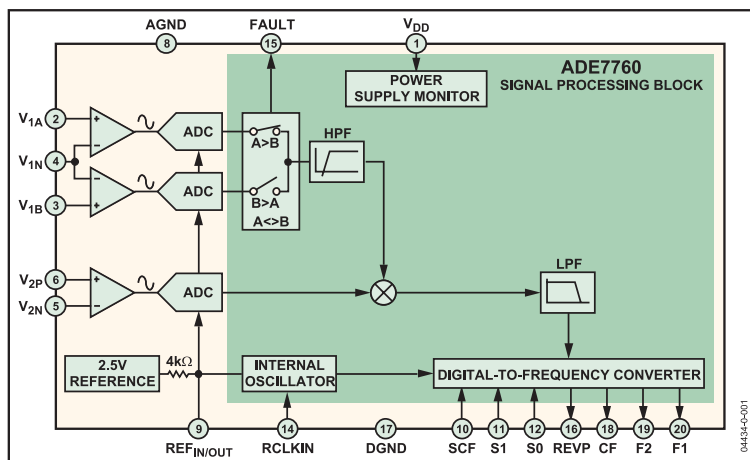 AGND
FAULT
V_DD
8
15
1
ADE7760
SIGNAL PROCESSING BLOCK
POWER
SUPPLY MONITOR
V1A 2
+
ADC
A>B
HPF
V1N 4
–
–
ADC
B>A
A<>B
V1B 3
+
V2P 6
+
ADC
LPF
V2N 5
–
2.5V
REFERENCE
4kΩ
INTERNAL
OSCILLATOR
DIGITAL-TO-FREQUENCY CONVERTER
9
14
17
10
11
12
16
18
19
20
REF IN/OUT
RCLKIN
DGND
SCF
S1
S0
REVP
CF
F2
F1
04434-0-001